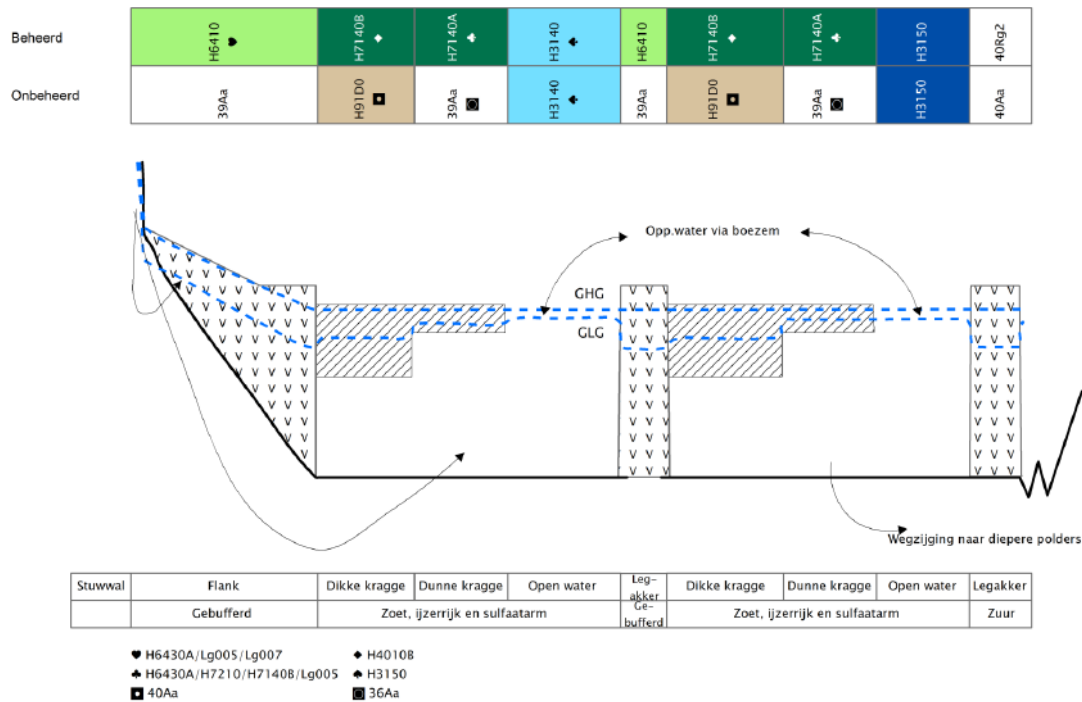 Beheerd
H6410 ♥
H7140B ♦
H7140A ♣
H3140 ♠
H6410
H7140B ♦
H7140A ♣
H3150
40Rg2
Onbeheerd
39Aa
H91D0
39Aa
H3140 ♠
39Aa
H91D0
39Aa
H3150
40Aa
Opp.water via boezem
GHG
GLG
Wegzijging naar diepere polders
Stuwwal Flank Dikke kragge Dunne kragge Open water Leg-akker Dikke kragge Dunne kragge Open water Legakker
Gebufferd Zoet, ijzerrijk en sulfaatarm Ge-bufferd Zoet, ijzerrijk en sulfaatarm Zuur
♥ H6430A/Lg005/Lg007 ♦ H4010B
♣ H6430A/H7210/H7140B/Lg005 ♠ H3150
40Aa 36Aa